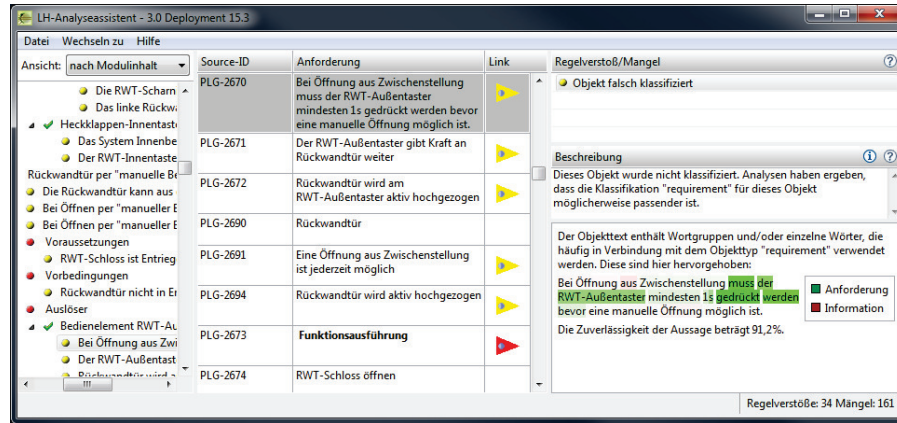 LH-Analyseassistent - 3.0 Deployment 15.3
Datei Wechseln zu Hilfe
Ansicht: nach Modulinhalt
Die RWT-Scharn
Das linke Rückwa
Heckklappen-Innentast
Das System Innenbe
Der RWT-Innentaste
Rückwandtür per "manuelle Be
Die Rückwandtür kann aus
Bei Öffnen per "manueller E
Bei Öffnen per "manueller E
Voraussetzungen
RWT-Schloss ist Entrieg
Vorbedingungen
Rückwandtür nicht in Er
Auslöser
Bedienelement RWT-Au
Bei Öffnung aus Zwi
Der RWT-Außentast
Rückwandtür wird a
Source-ID Anforderung Link
PLG-2670 Bei Öffnung aus Zwischenstellung
muss der RWT-Außentaster
mindesten 1s gedrückt werden bevor
eine manuelle Öffnung möglich ist.
PLG-2671 Der RWT-Außentaster gibt Kraft an
Rückwandtür weiter
PLG-2672 Rückwandtür wird am
RWT-Außentaster aktiv hochgezogen
PLG-2690 Rückwandtür
PLG-2691 Eine Öffnung aus Zwischenstellung
ist jederzeit möglich
PLG-2694 Rückwandtür wird aktiv hochgezogen
PLG-2673 Funktionsausführung
PLG-2674 RWT-Schloss öffnen
Regelverstoß/Mangel
Objekt falsch klassifiziert
Beschreibung
Dieses Objekt wurde nicht klassifiziert. Analysen haben ergeben,
dass die Klassifikation "requirement" für dieses Objekt
möglicherweise passender ist.
Der Objekttext enthält Wortgruppen und/oder einzelne Wörter, die
häufig in Verbindung mit dem Objekttyp "requirement" verwendet
werden. Diese sind hier hervorgehoben:
Bei Öffnung aus Zwischenstellung muss der
RWT-Außentaster mindesten 1s gedrückt werden
bevor eine manuelle Öffnung möglich ist.
Anforderung
Information
Die Zuverlässigkeit der Aussage beträgt 91,2%.
Regelverstöße: 34 Mängel: 161